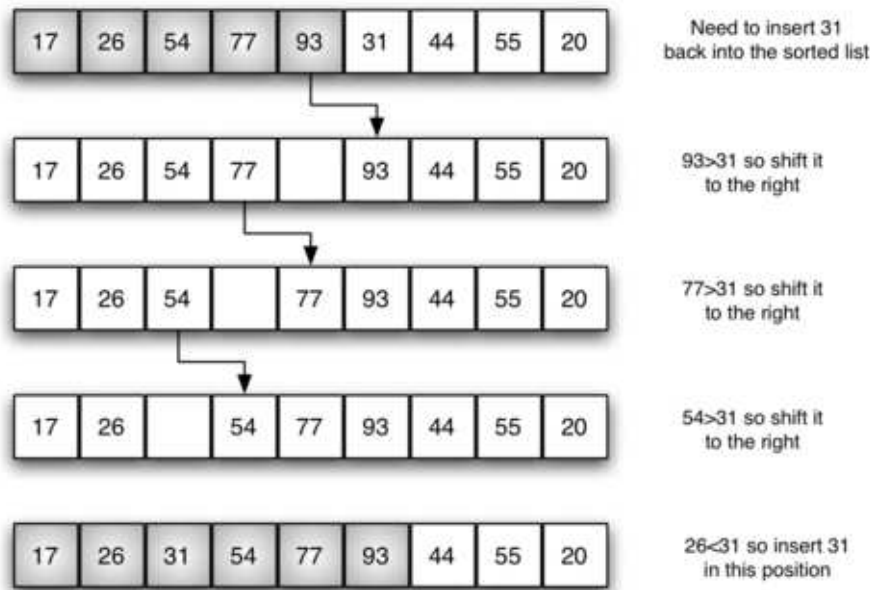 17 26 54 77 93 31 44 55 20
Need to insert 31
back into the sorted list
17 26 54 77 93 44 55 20
93>31 so shift it
to the right
17 26 54 77 93 44 55 20
77>31 so shift it
to the right
17 26 54 77 93 44 55 20
54>31 so shift it
to the right
17 26 31 54 77 93 44 55 20
26<31 so insert 31
in this position